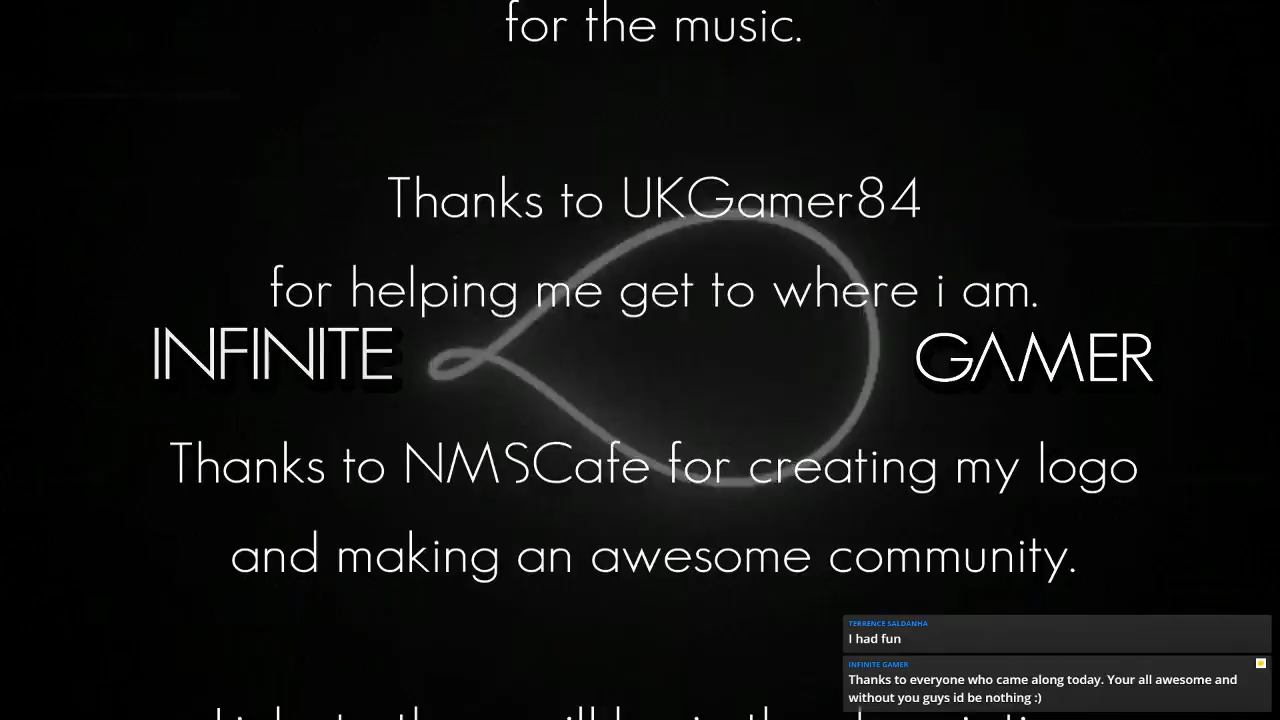 for the music.
Thanks to UKGamer84
for helping me get to where i am.
INFINITE GAMER
Thanks to NMSCafe for creating my logo
and making an awesome community.
TERRENCE SALDANHA
I had fun
INFINITE GAMER
Thanks to everyone who came along today. Your all awesome and
without you guys id be nothing :)